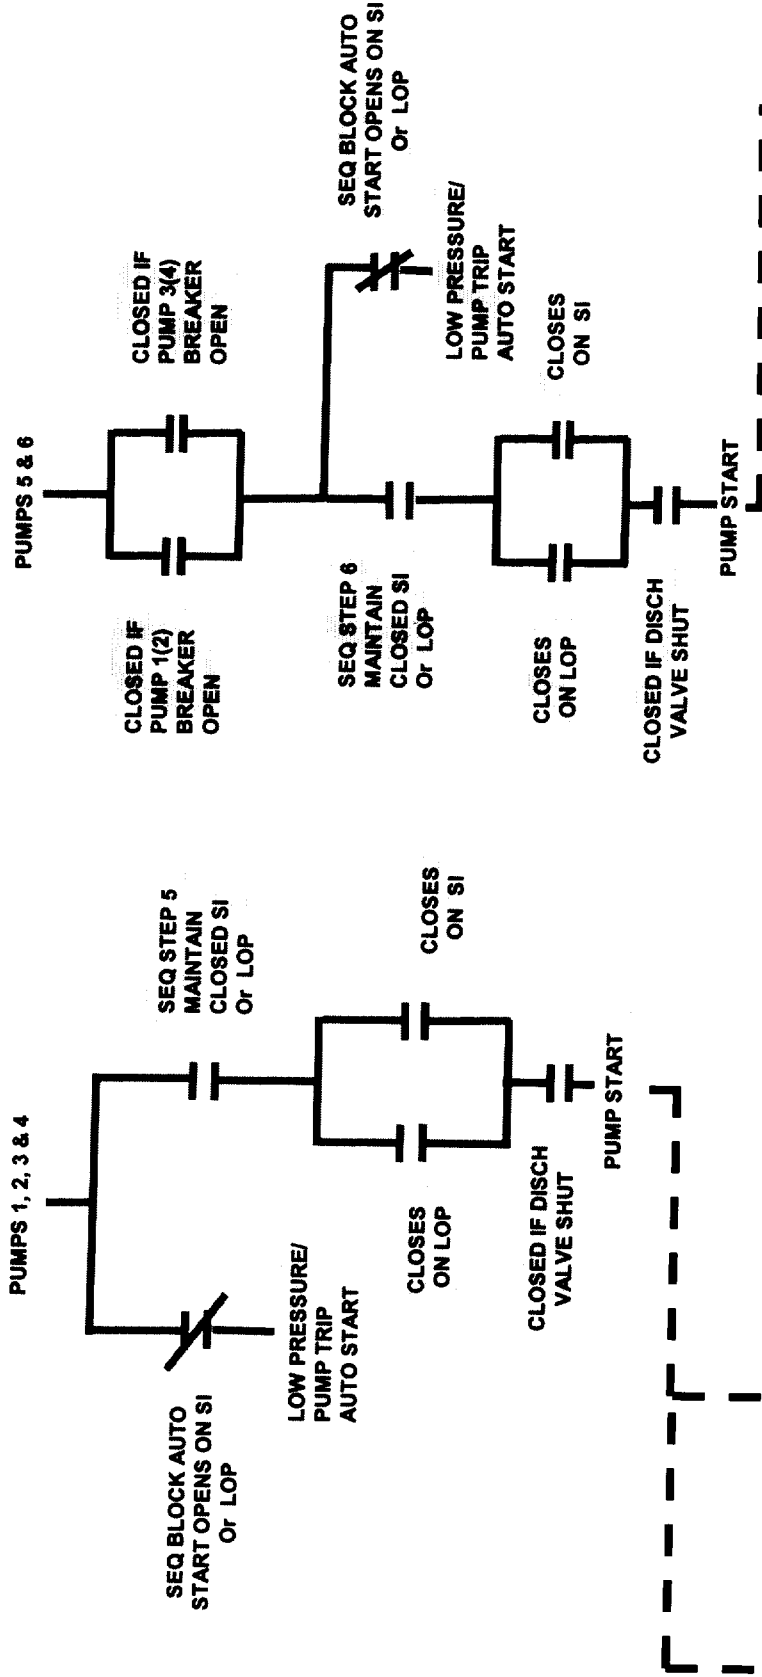 PUMPS 1, 2, 3 & 4
SEQ BLOCK AUTO
START OPENS ON SI
Or LOP
LOW PRESSURE/
PUMP TRIP
AUTO START
SEQ STEP 5
MAINTAIN
CLOSED SI
Or LOP
CLOSES
ON LOP
CLOSES
ON SI
CLOSED IF DISCH
VALVE SHUT
PUMP START
PUMPS 5 & 6
CLOSED IF
PUMP 1(2)
BREAKER
OPEN
CLOSED IF
PUMP 3(4)
BREAKER
OPEN
SEQ BLOCK AUTO
START OPENS ON SI
Or LOP
LOW PRESSURE/
PUMP TRIP
AUTO START
SEQ STEP 6
MAINTAIN
CLOSED SI
Or LOP
CLOSES
ON LOP
CLOSES
ON SI
CLOSED IF DISCH
VALVE SHUT
PUMP START